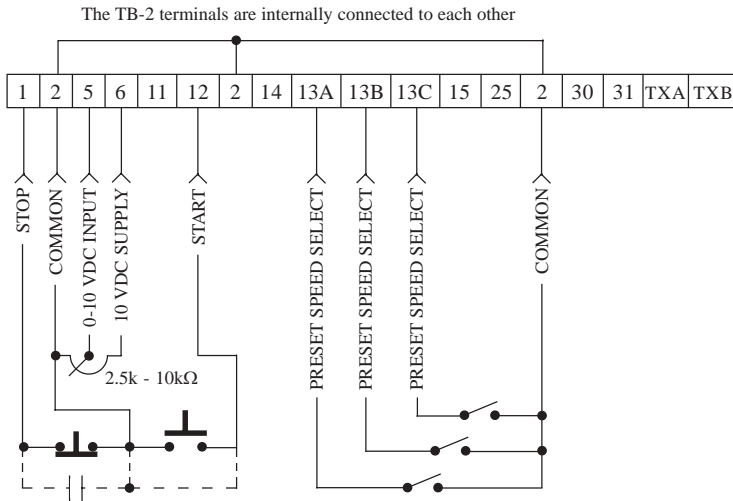 The TB-2 terminals are internally connected to each other
1 2 5 6 11 12 2 14 13A 13B 13C 15 25 2 30 31 TXA TXB
STOP
COMMON
0-10 VDC INPUT
10 VDC SUPPLY
START
PRESET SPEED SELECT
PRESET SPEED SELECT
PRESET SPEED SELECT
COMMON
2.5k - 10kΩ